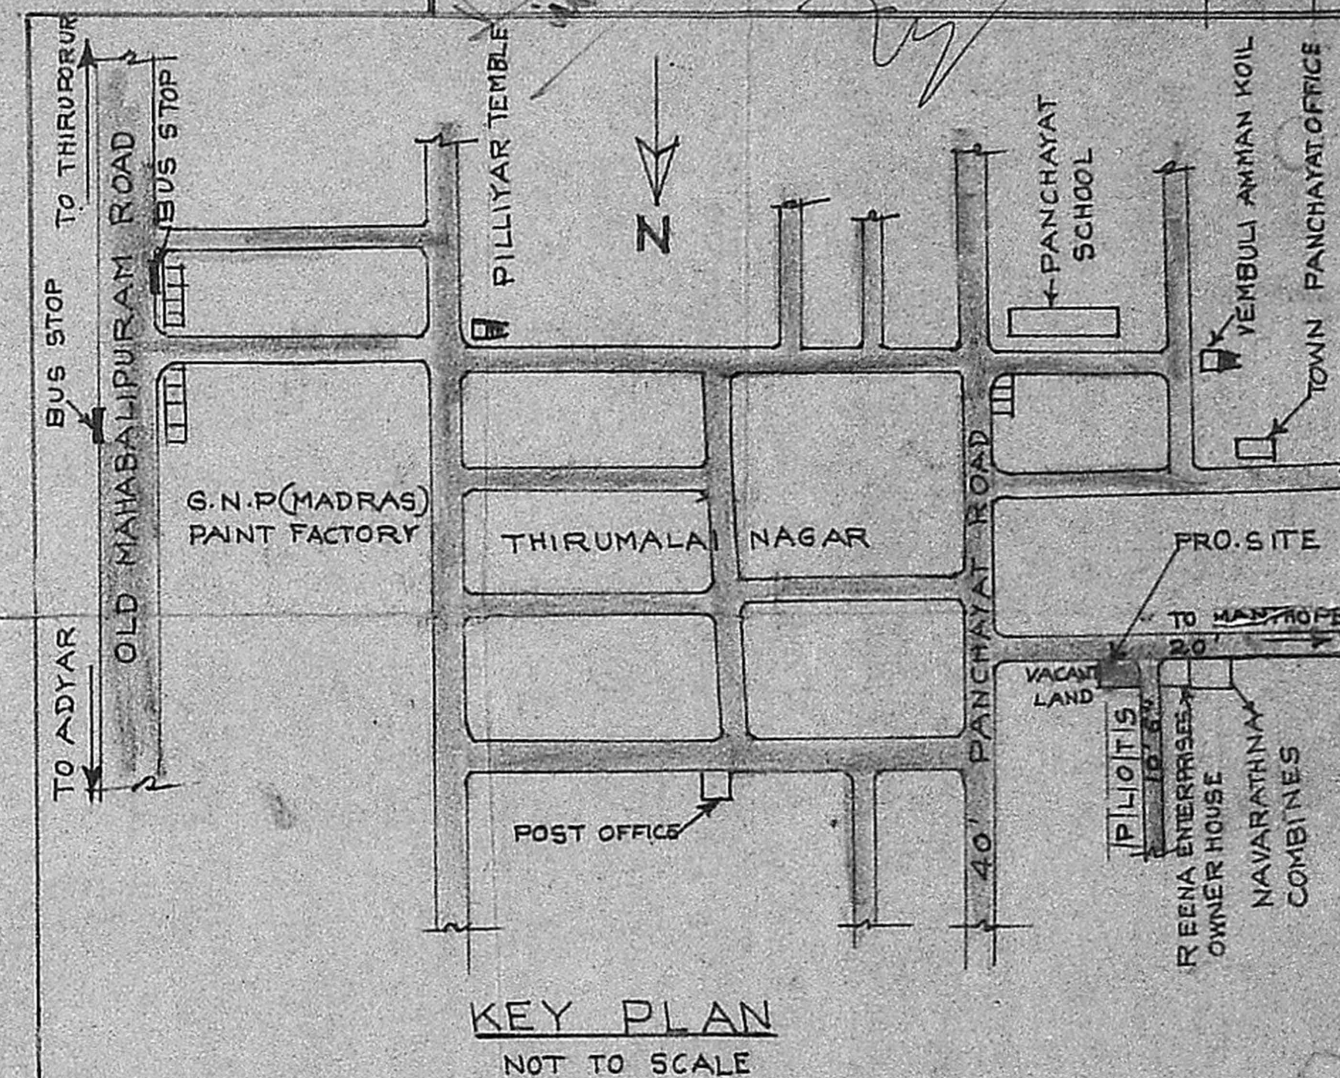 TO THIRUPORUR
BUS STOP
OLD MAHABALIPURAM ROAD
BUS STOP
TO ADYAR
PILLIYAR TEMBLE
N
PANCHAYAT
SCHOOL
VEMBULI AMMAN KOIL
TOWN PANCHAYAT OFFICE
G.N.P (MADRAS)
PAINT FACTORY
THIRUMALAI NAGAR
40' PANCHAYAT ROAD
PRO. SITE
TO
20'
VACANT
LAND
PLOTS
10' 6"
REENA ENTERPRISES
OWNER HOUSE
NAVARATHNA
COMBINES
POST OFFICE
KEY PLAN
NOT TO SCALE